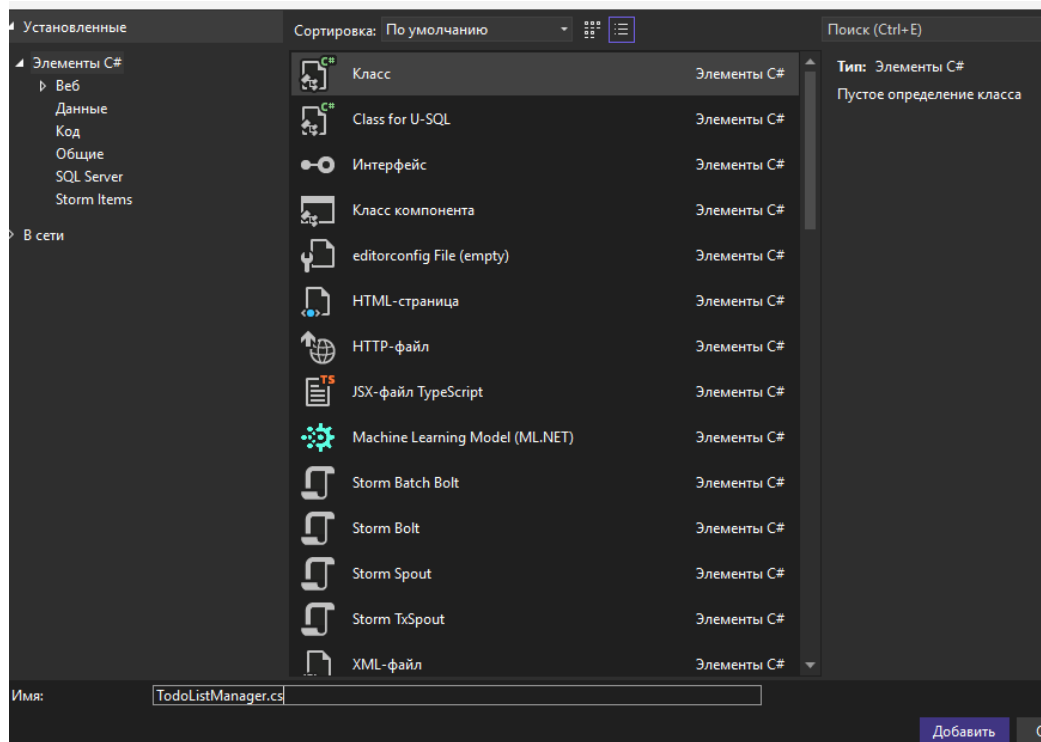 Установленные
Сортировка: По умолчанию
Поиск (Ctrl+E)
Элементы C#
Веб
Данные
Код
Общие
SQL Server
Storm Items
В сети
C# Класс Элементы C#
C# Class for U-SQL Элементы C#
Интерфейс Элементы C#
Класс компонента Элементы C#
editorconfig File (empty) Элементы C#
HTML-страница Элементы C#
HTTP-файл Элементы C#
TS JSX-файл TypeScript Элементы C#
Machine Learning Model (ML.NET) Элементы C#
Storm Batch Bolt Элементы C#
Storm Bolt Элементы C#
Storm Spout Элементы C#
Storm TxSpout Элементы C#
XML-файл Элементы C#
Тип: Элементы C#
Пустое определение класса
Имя: TodoListManager.cs
Добавить